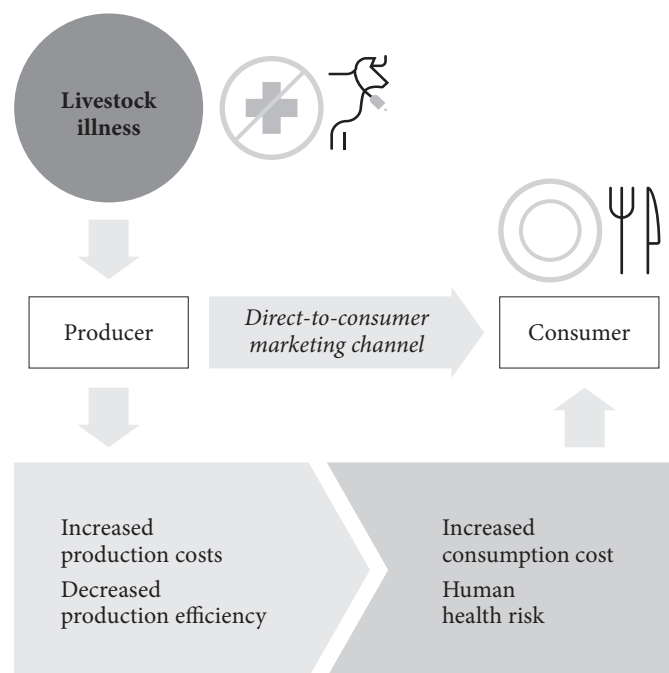 Livestock
illness
Producer
Direct-to-consumer
marketing channel
Consumer
Increased
production costs
Decreased
production efficiency
Increased
consumption cost
Human
health risk